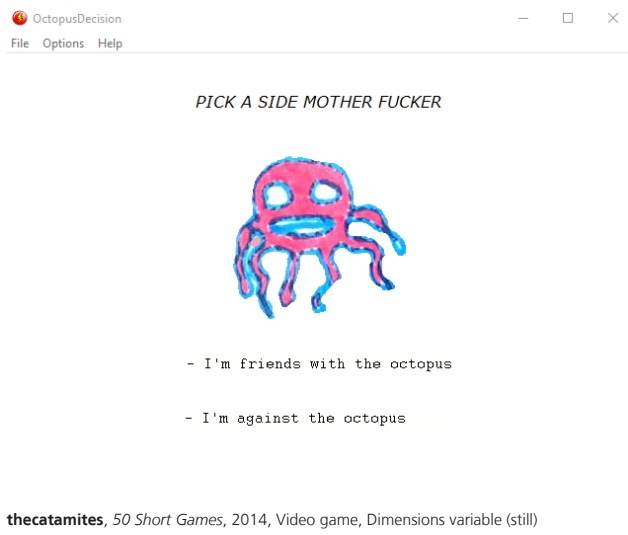 OctopusDecision
File Options Help
PICK A SIDE MOTHER FUCKER
- I'm friends with the octopus
- I'm against the octopus
thecatamites, 50 Short Games, 2014, Video game, Dimensions variable (still)